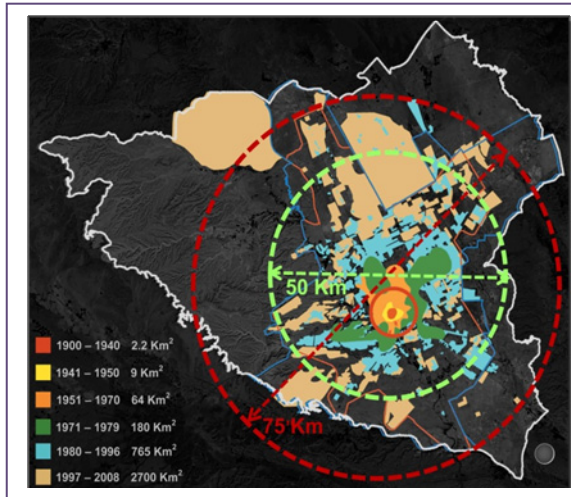 50 Km
75 Km
1900 – 1940 2.2 Km²
1941 – 1950 9 Km²
1951 – 1970 64 Km²
1971 – 1979 180 Km²
1980 – 1996 765 Km²
1997 – 2008 2700 Km²